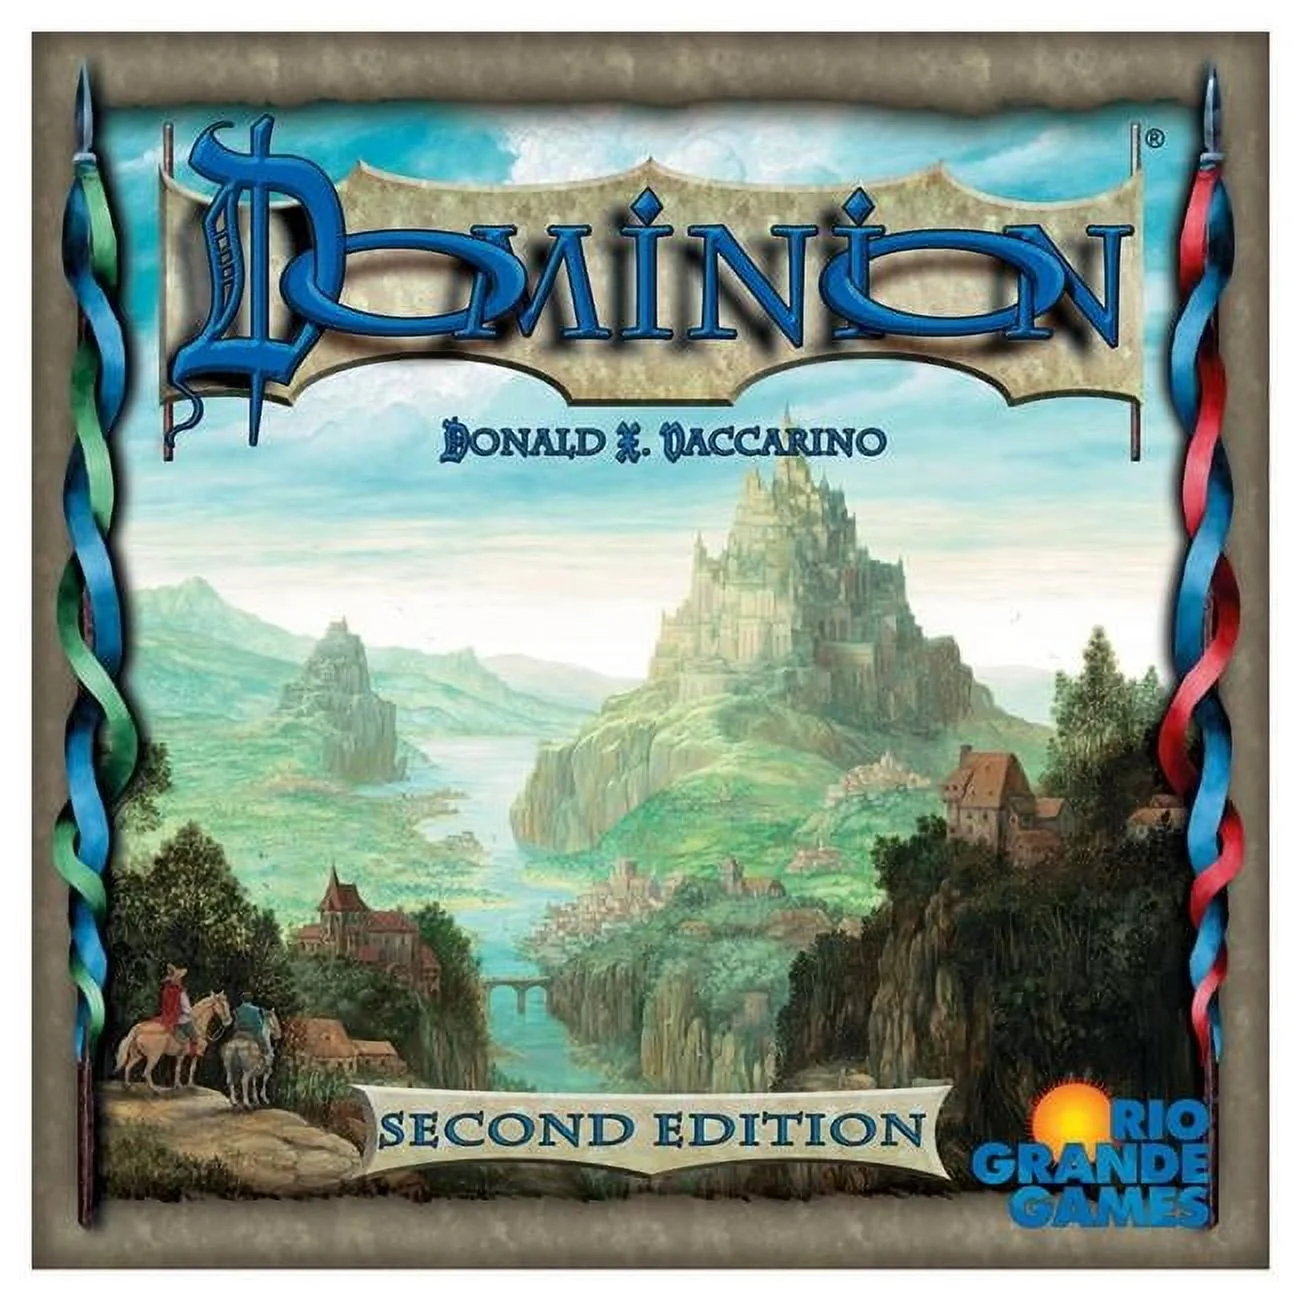 DOMINION ®
DONALD X. VACCARINO
SECOND EDITION
RIO
GRANDE
GAMES